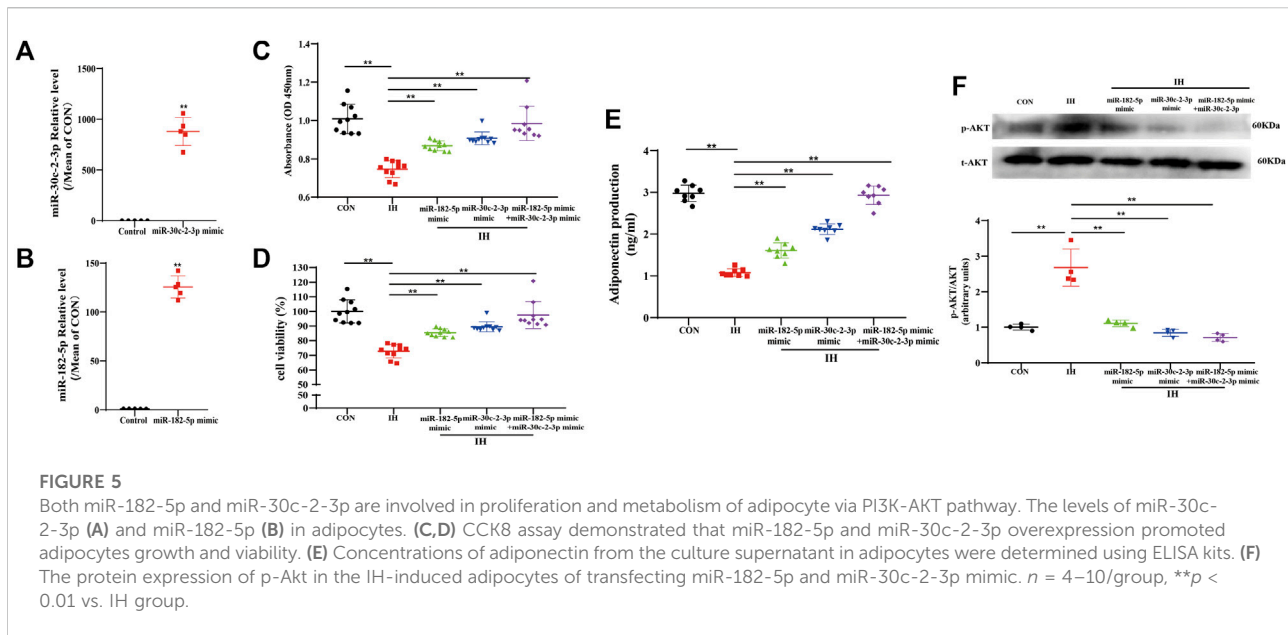 A
miR-30c-2-3p Relative level
(/Mean of CON)
1500
1000
500
0
**
Control
miR-30c-2-3p mimic
B
miR-182-5p Relative level
(/Mean of CON)
150
100
50
0
**
Control
miR-182-5p mimic
C
Absorbance (OD 450nm)
1.4
1.2
1.0
0.8
0.6
**
**
**
**
CON
IH
miR-182-5p mimic
miR-30c-2-3p mimic
miR-182-5p mimic +miR-30c-2-3p mimic
IH
D
cell viability (%)
130
120
110
100
90
80
70
60
50
50
0
**
**
**
**
CON
IH
miR-182-5p mimic
miR-30c-2-3p mimic
miR-182-5p mimic +miR-30c-2-3p mimic
IH
E
Adiponectin production
(ng/ml)
4
3
2
1
0
**
**
**
**
CON
IH
miR-182-5p mimic
miR-30c-2-3p mimic
miR-182-5p mimic +miR-30c-2-3p mimic
IH
F
IH
CON
IH
miR-182-5p mimic
miR-30c-2-3p mimic
miR-182-5p mimic +miR-30c-2-3p mimic
p-AKT
60KDa
t-AKT
60KDa
p-AKT/AKT
(arbitrary units)
4
3
2
1
0
**
**
**
**
CON
IH
miR-182-5p mimic
miR-30c-2-3p mimic
miR-182-5p mimic +miR-30c-2-3p mimic
IH
FIGURE 5
Both miR-182-5p and miR-30c-2-3p are involved in proliferation and metabolism of adipocyte via PI3K-AKT pathway. The levels of miR-30c-
2-3p (A) and miR-182-5p (B) in adipocytes. (C,D) CCK8 assay demonstrated that miR-182-5p and miR-30c-2-3p overexpression promoted
adipocytes growth and viability. (E) Concentrations of adiponectin from the culture supernatant in adipocytes were determined using ELISA kits. (F)
The protein expression of p-Akt in the IH-induced adipocytes of transfecting miR-182-5p and miR-30c-2-3p mimic. n = 4–10/group, **p <
0.01 vs. IH group.